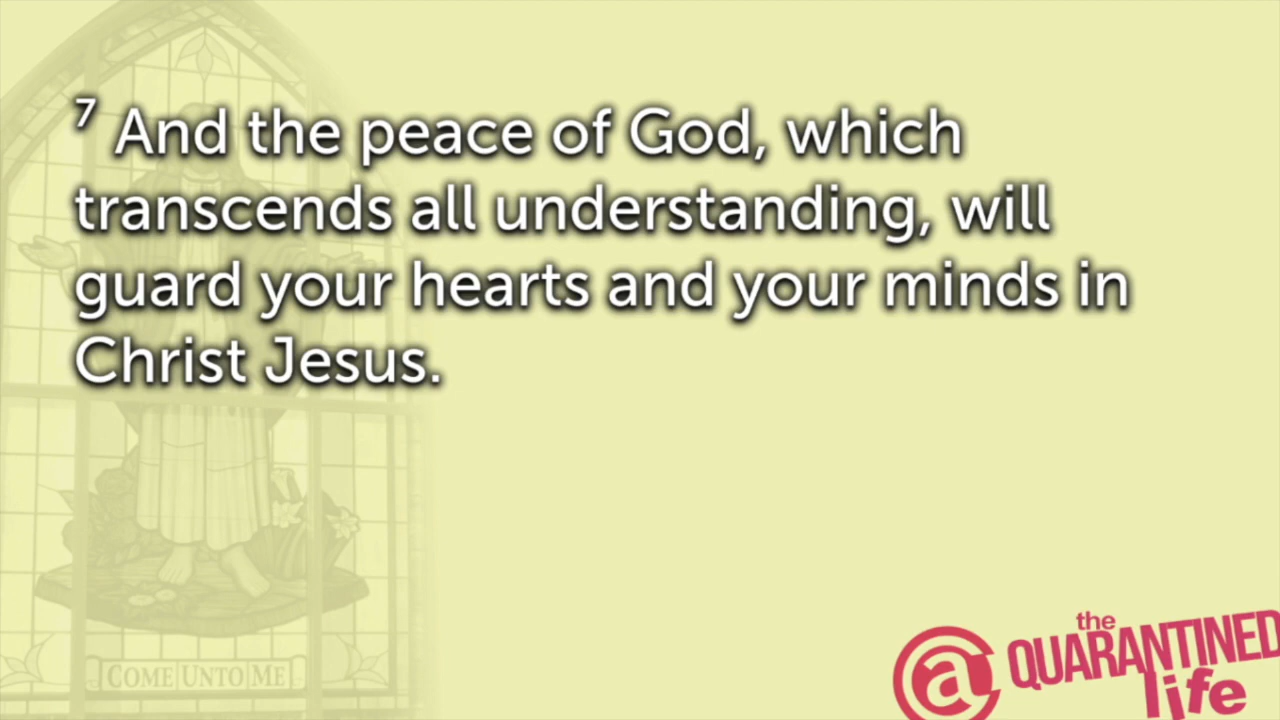 ⁷ And the peace of God, which
transcends all understanding, will
guard your hearts and your minds in
Christ Jesus.
COME UNTO ME
the
@ QUARANTINED
life